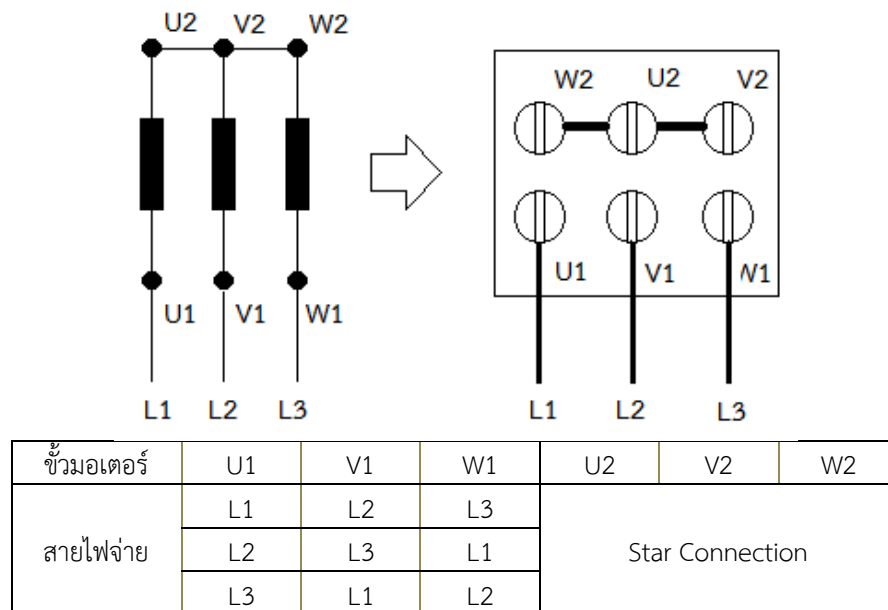 U2 V2 W2
W2 U2 V2
U1 V1 W1
U1 V1 W1
L1 L2 L3
L1 L2 L3
ขั้วมอเตอร์ U1 V1 W1 U2 V2 W2
L1 L2 L3
สายไฟจ่าย L2 L3 L1 Star Connection
L3 L1 L2